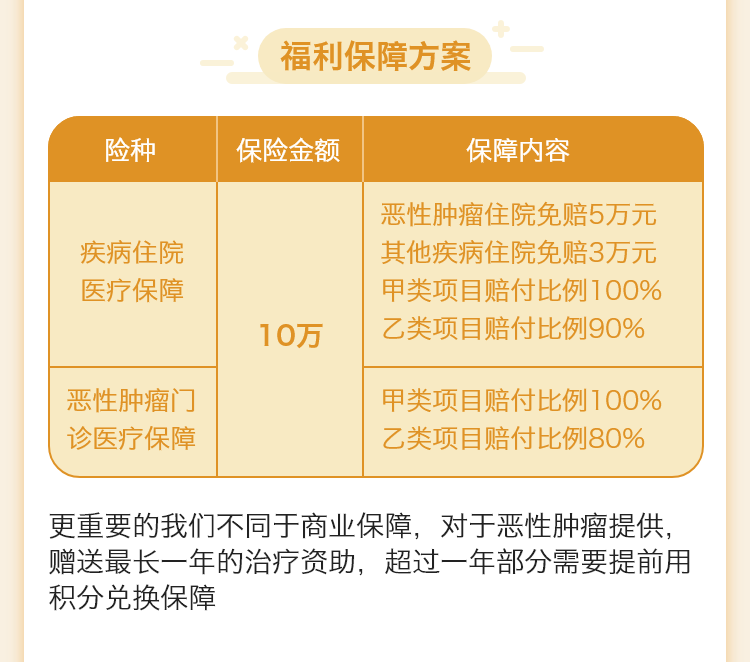 福利保障方案
险种 保险金额 保障内容
疾病住院
医疗保障
10万
恶性肿瘤住院免赔5万元
其他疾病住院免赔3万元
甲类项目赔付比例100%
乙类项目赔付比例90%
恶性肿瘤门
诊医疗保障
甲类项目赔付比例100%
乙类项目赔付比例80%
更重要的我们不同于商业保障，对于恶性肿瘤提供，
赠送最长一年的治疗资助，超过一年部分需要提前用
积分兑换保障